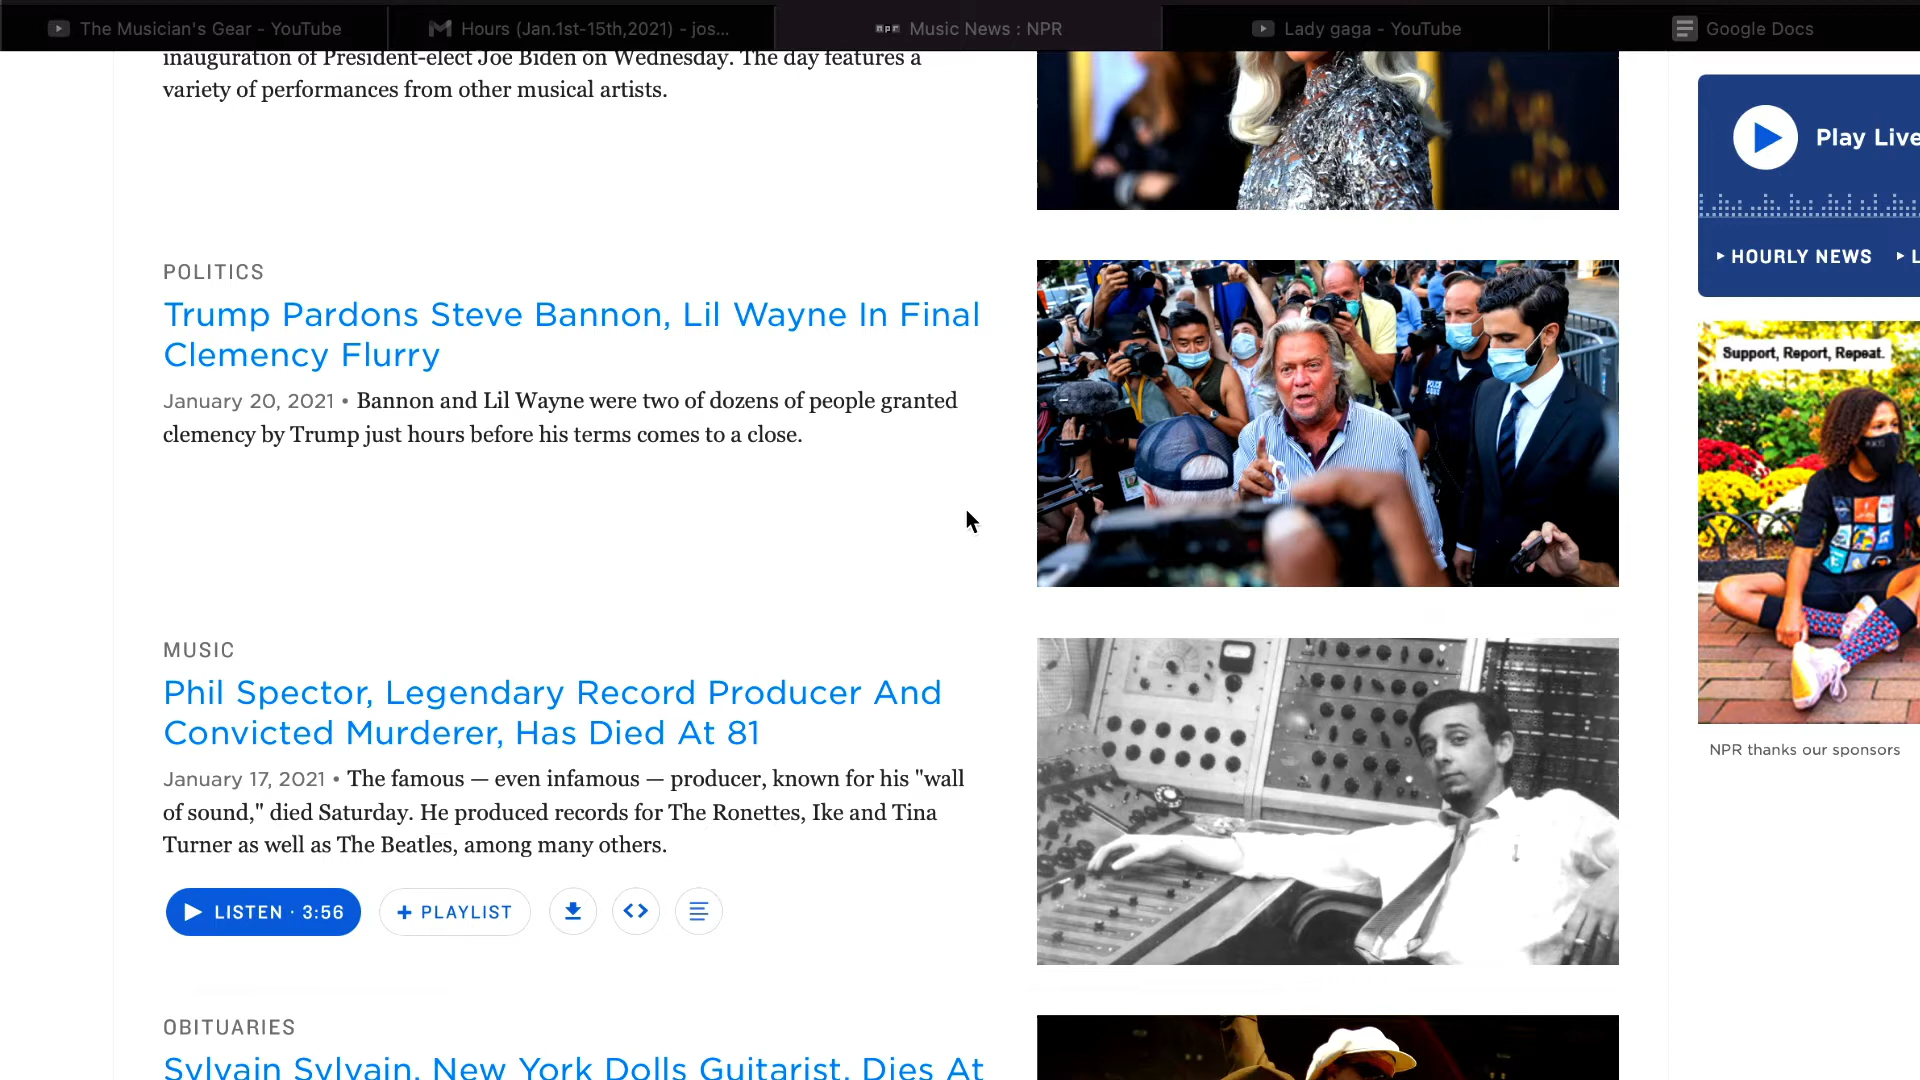 The Musician's Gear - YouTube
Hours (Jan.1st-15th,2021) - jos...
npr Music News : NPR
Lady gaga - YouTube
Google Docs
inauguration of President-elect Joe Biden on Wednesday. The day features a
variety of performances from other musical artists.
Play Live
HOURLY NEWS
L
POLITICS
Trump Pardons Steve Bannon, Lil Wayne In Final
Clemency Flurry
January 20, 2021 • Bannon and Lil Wayne were two of dozens of people granted
clemency by Trump just hours before his terms comes to a close.
POLICE
Support, Report, Repeat.
NPR thanks our sponsors
MUSIC
Phil Spector, Legendary Record Producer And
Convicted Murderer, Has Died At 81
January 17, 2021 • The famous — even infamous — producer, known for his "wall
of sound," died Saturday. He produced records for The Ronettes, Ike and Tina
Turner as well as The Beatles, among many others.
LISTEN · 3:56
+ PLAYLIST
OBITUARIES
Sylvain Sylvain, New York Dolls Guitarist, Dies At